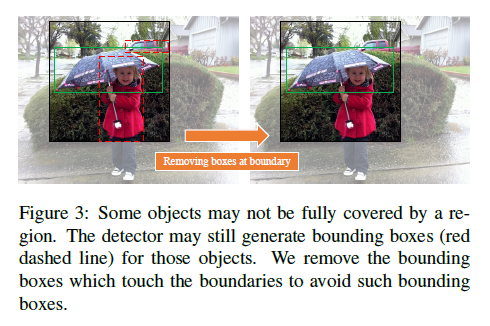 Removing boxes at boundary
Figure 3: Some objects may not be fully covered by a re-
gion. The detector may still generate bounding boxes (red
dashed line) for those objects. We remove the bounding
boxes which touch the boundaries to avoid such bounding
boxes.